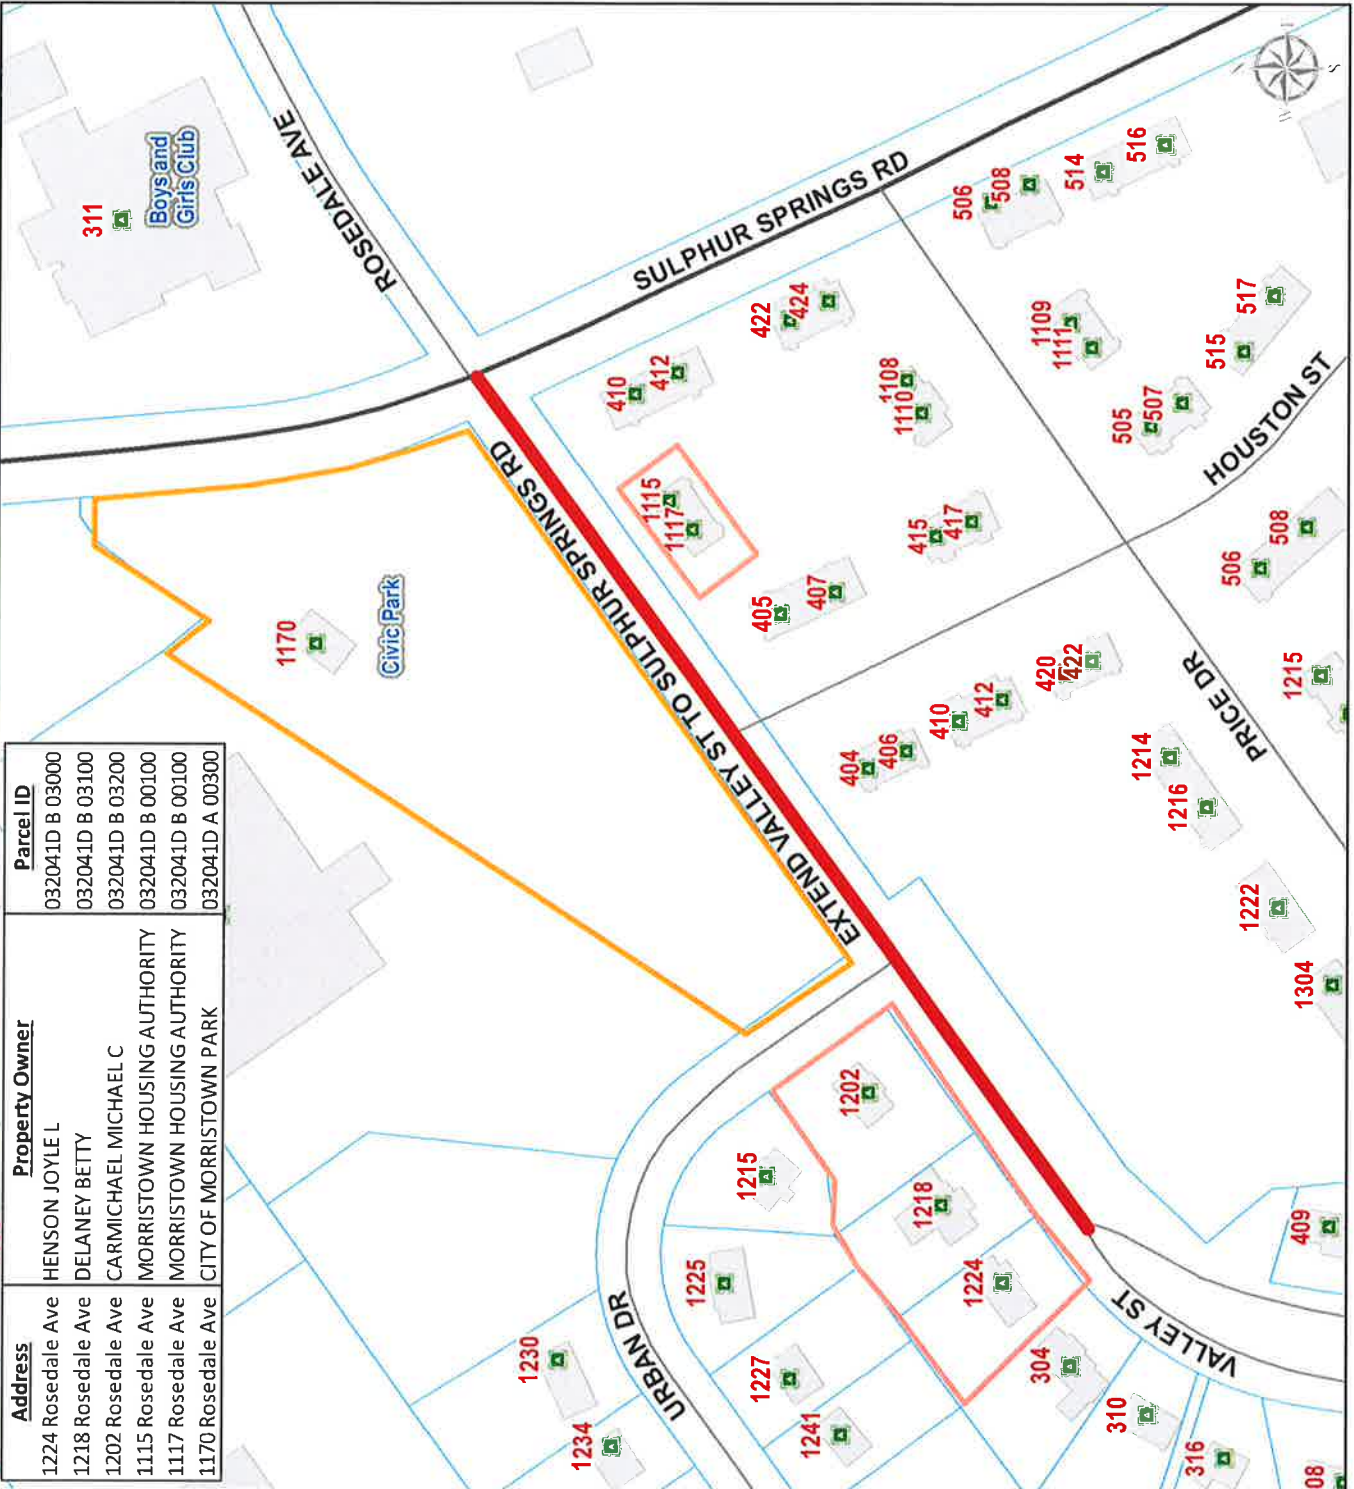 Address Property Owner Parcel ID
1224 Rosedale Ave HENSON JOYLE L 032041D B 03000
1218 Rosedale Ave DELANEY BETTY 032041D B 03100
1202 Rosedale Ave CARMICHAEL MICHAEL C 032041D B 03200
1115 Rosedale Ave MORRISTOWN HOUSING AUTHORITY 032041D B 00100
1117 Rosedale Ave MORRISTOWN HOUSING AUTHORITY 032041D B 00100
1170 Rosedale Ave CITY OF MORRISTOWN PARK 032041D A 00300
311
Boys and
Girls Club
ROSEDALE AVE
1170
Civic Park
SULPHUR SPRINGS RD
EXTEND VALLEY ST TO SULPHUR SPRINGS RD
410
412
422
424
1115
1117
1108
1110
405
407
415
417
506
508
514
516
1109
1111
505
507
515
517
HOUSTON ST
506
508
404
406
410
412
420
422
PRICE DR
1214
1216
1215
1222
1304
1202
1215
1218
1224
1225
1227
1241
1230
1234
URBAN DR
304
310
316
08
VALLEY ST
409
S